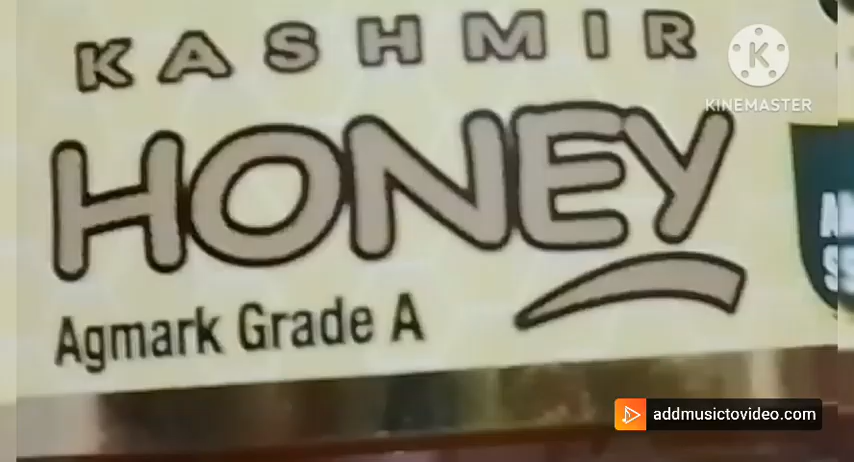 KASHMIR
HONEY
Agmark Grade A
K
KINEMASTER
addmusictovideo.com